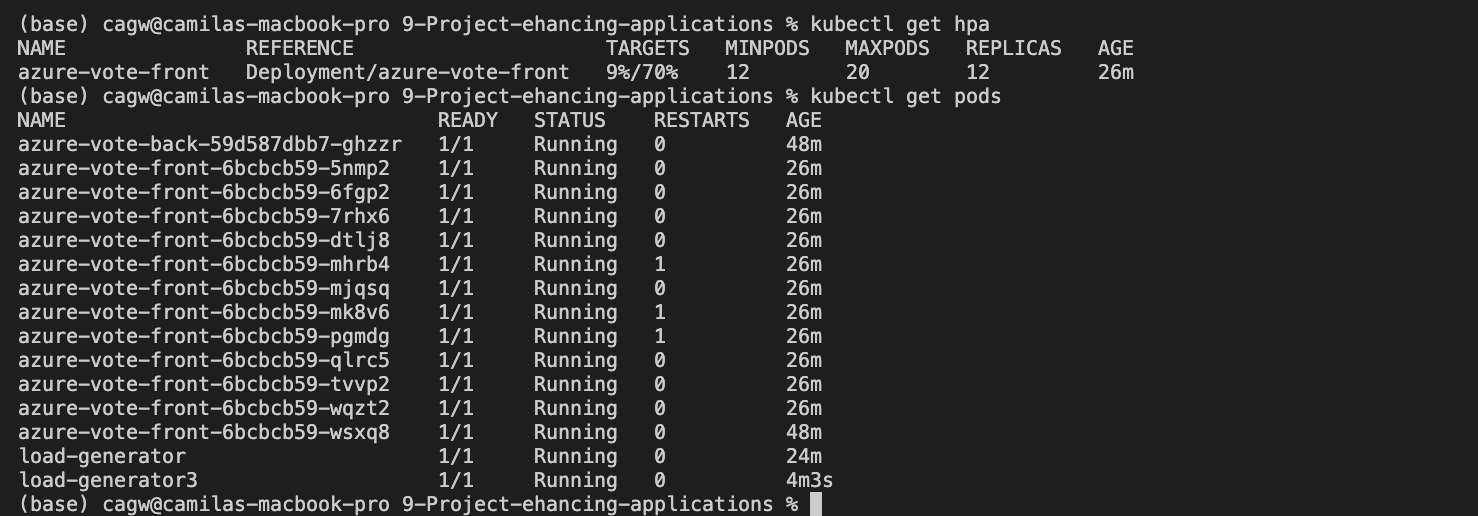 (base) cagw@camilas-macbook-pro 9-Project-ehancing-applications % kubectl get hpa
NAME REFERENCE TARGETS MINPODS MAXPODS REPLICAS AGE
azure-vote-front Deployment/azure-vote-front 9%/70% 12 20 12 26m
(base) cagw@camilas-macbook-pro 9-Project-ehancing-applications % kubectl get pods
NAME READY STATUS RESTARTS AGE
azure-vote-back-59d587dbb7-ghzzr 1/1 Running 0 48m
azure-vote-front-6bcbcb59-5nmp2 1/1 Running 0 26m
azure-vote-front-6bcbcb59-6fgp2 1/1 Running 0 26m
azure-vote-front-6bcbcb59-7rhx6 1/1 Running 0 26m
azure-vote-front-6bcbcb59-dtlj8 1/1 Running 0 26m
azure-vote-front-6bcbcb59-mhrb4 1/1 Running 1 26m
azure-vote-front-6bcbcb59-mjqsq 1/1 Running 0 26m
azure-vote-front-6bcbcb59-mk8v6 1/1 Running 1 26m
azure-vote-front-6bcbcb59-pgmdg 1/1 Running 1 26m
azure-vote-front-6bcbcb59-qlrc5 1/1 Running 0 26m
azure-vote-front-6bcbcb59-tvvp2 1/1 Running 0 26m
azure-vote-front-6bcbcb59-wqzt2 1/1 Running 0 26m
azure-vote-front-6bcbcb59-wsxq8 1/1 Running 0 48m
load-generator 1/1 Running 0 24m
load-generator3 1/1 Running 0 4m3s
(base) cagw@camilas-macbook-pro 9-Project-ehancing-applications %